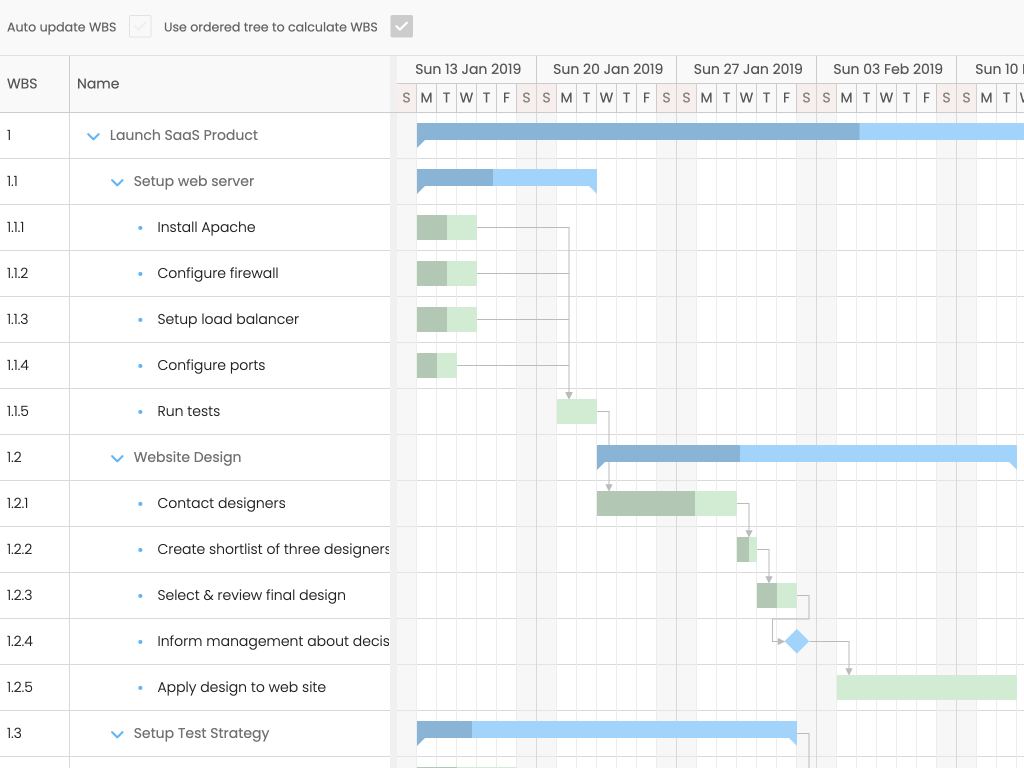 Auto update WBS Use ordered tree to calculate WBS
Sun 13 Jan 2019 Sun 20 Jan 2019 Sun 27 Jan 2019 Sun 03 Feb 2019 Sun 10
WBS Name
S M T W T F S S M T W T F S S M T W T F S S M T W T F S S M T
1 Launch SaaS Product
1.1 Setup web server
1.1.1 Install Apache
1.1.2 Configure firewall
1.1.3 Setup load balancer
1.1.4 Configure ports
1.1.5 Run tests
1.2 Website Design
1.2.1 Contact designers
1.2.2 Create shortlist of three designers
1.2.3 Select & review final design
1.2.4 Inform management about decis
1.2.5 Apply design to web site
1.3 Setup Test Strategy